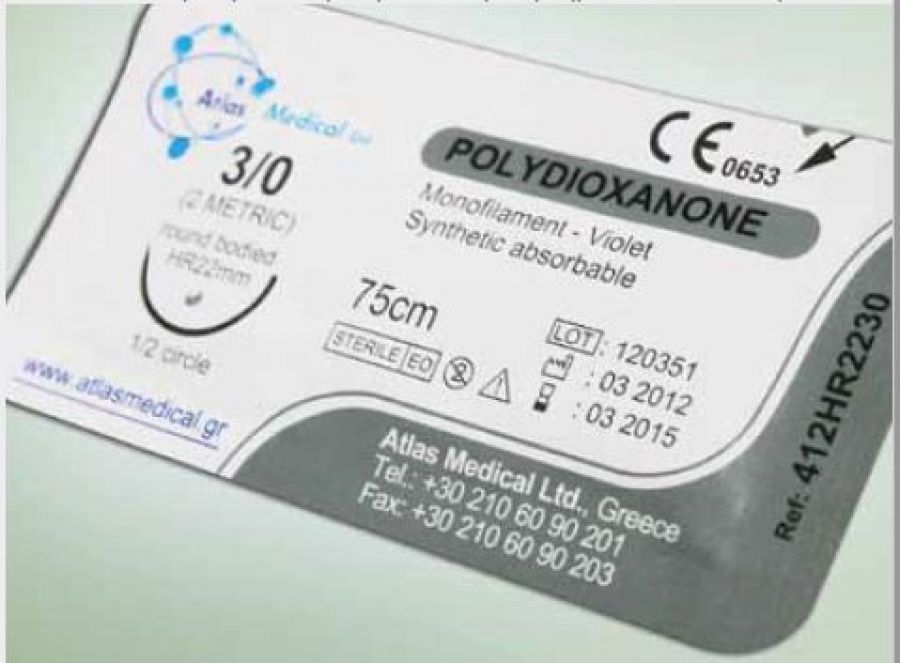 Atlas Medical Ltd
3/0
(2 METRIC)
round bodied
HR22mm
1/2 circle
www.atlasmedical.gr
CE 0653
POLYDIOXANONE
Monofilament - Violet
Synthetic absorbable
75cm
STERILE EO 2
LOT : 120351
: 03 2012
: 03 2015
Atlas Medical Ltd., Greece
Tel.: +30 210 60 90 201
Fax: +30 210 60 90 203
Ref: 412HR2230